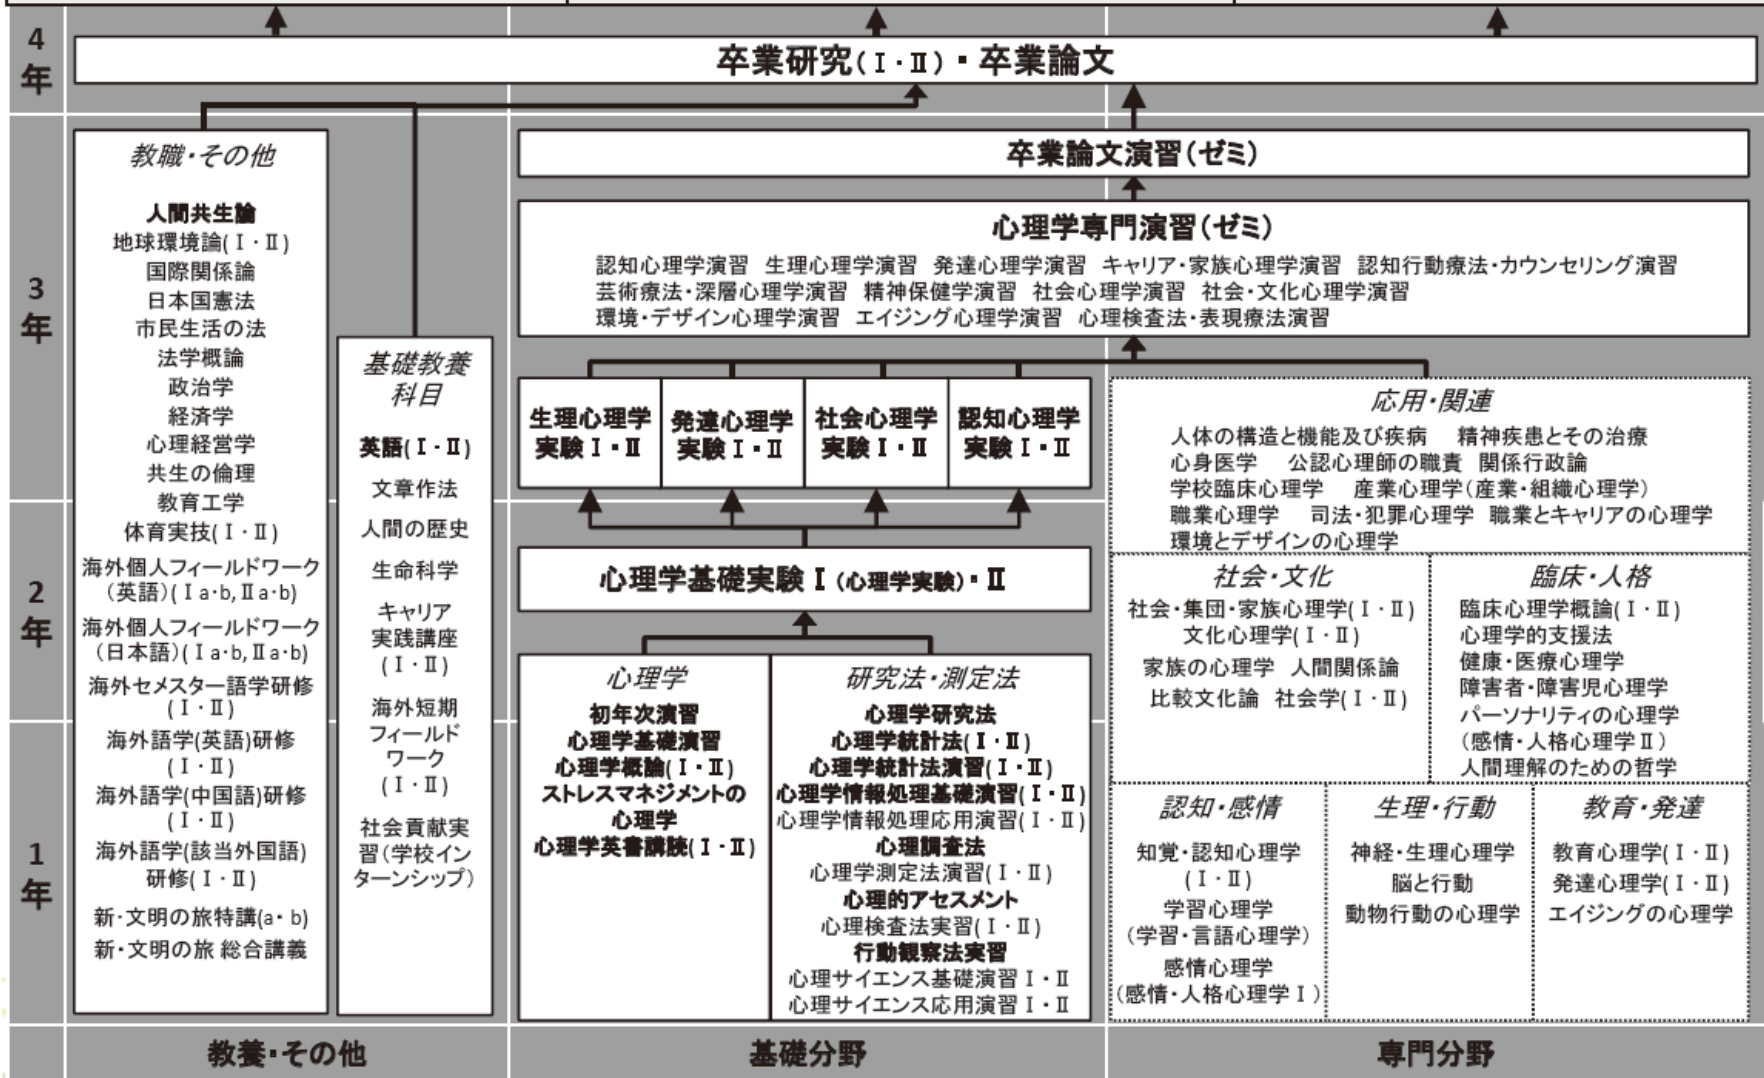 4年
卒業研究(Ⅰ・Ⅱ)・卒業論文
3年
教職・その他
人間共生論
地球環境論(Ⅰ・Ⅱ)
国際関係論
日本国憲法
市民生活の法
法学概論
政治学
経済学
心理経営学
共生の倫理
教育工学
体育実技(Ⅰ・Ⅱ)
海外個人フィールドワーク
(英語)(Ⅰa・b,Ⅱa・b)
海外個人フィールドワーク
(日本語)(Ⅰa・b,Ⅱa・b)
海外セメスター語学研修
(Ⅰ・Ⅱ)
海外語学(英語)研修
(Ⅰ・Ⅱ)
海外語学(中国語)研修
(Ⅰ・Ⅱ)
海外語学(該当外国語)
研修(Ⅰ・Ⅱ)
新・文明の旅特講(a・b)
新・文明の旅 総合講義
基礎教養
科目
英語(Ⅰ・Ⅱ)
文章作法
人間の歴史
生命科学
キャリア
実践講座
(Ⅰ・Ⅱ)
海外短期
フィールド
ワーク
(Ⅰ・Ⅱ)
社会貢献実
習(学校イン
ターンシップ)
卒業論文演習(ゼミ)
心理学専門演習(ゼミ)
認知心理学演習 生理心理学演習 発達心理学演習 キャリア・家族心理学演習 認知行動療法・カウンセリング演習
芸術療法・深層心理学演習 精神保健学演習 社会心理学演習 社会・文化心理学演習
環境・デザイン心理学演習 エイジング心理学演習 心理検査法・表現療法演習
生理心理学
実験Ⅰ・Ⅱ
発達心理学
実験Ⅰ・Ⅱ
社会心理学
実験Ⅰ・Ⅱ
認知心理学
実験Ⅰ・Ⅱ
応用・関連
人体の構造と機能及び疾病 精神疾患とその治療
心身医学 公認心理師の職責 関係行政論
学校臨床心理学 産業心理学(産業・組織心理学)
職業心理学 司法・犯罪心理学 職業とキャリアの心理学
環境とデザインの心理学
2年
心理学基礎実験Ⅰ(心理学実験)・Ⅱ
社会・文化
社会・集団・家族心理学(Ⅰ・Ⅱ)
文化心理学(Ⅰ・Ⅱ)
家族の心理学 人間関係論
比較文化論 社会学(Ⅰ・Ⅱ)
臨床・人格
臨床心理学概論(Ⅰ・Ⅱ)
心理学的支援法
健康・医療心理学
障害者・障害児心理学
パーソナリティの心理学
(感情・人格心理学Ⅱ)
人間理解のための哲学
1年
心理学
初年次演習
心理学基礎演習
心理学概論(Ⅰ・Ⅱ)
ストレスマネジメントの
心理学
心理学英書講読(Ⅰ・Ⅱ)
研究法・測定法
心理学研究法
心理学統計法(Ⅰ・Ⅱ)
心理学統計法演習(Ⅰ・Ⅱ)
心理学情報処理基礎演習(Ⅰ・Ⅱ)
心理学情報処理応用演習(Ⅰ・Ⅱ)
心理調査法
心理学測定法演習(Ⅰ・Ⅱ)
心理的アセスメント
心理検査法実習(Ⅰ・Ⅱ)
行動観察法実習
心理サイエンス基礎演習Ⅰ・Ⅱ
心理サイエンス応用演習Ⅰ・Ⅱ
認知・感情
知覚・認知心理学
(Ⅰ・Ⅱ)
学習心理学
(学習・言語心理学)
感情心理学
(感情・人格心理学Ⅰ)
生理・行動
神経・生理心理学
脳と行動
動物行動の心理学
教育・発達
教育心理学(Ⅰ・Ⅱ)
発達心理学(Ⅰ・Ⅱ)
エイジングの心理学
教養・その他
基礎分野
専門分野